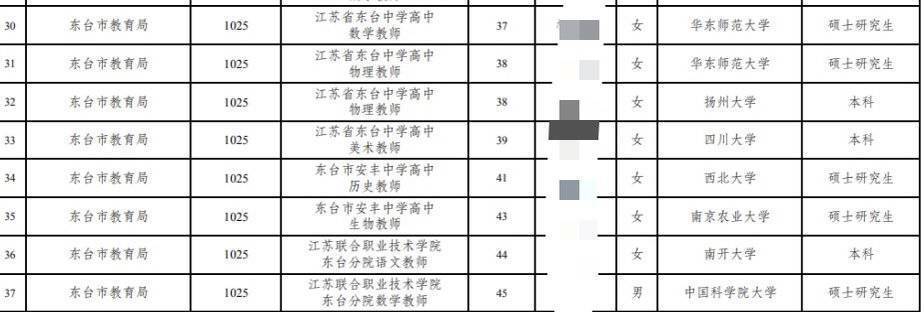 30 东台市教育局 1025 江苏省东台中学高中 数学教师 37 女 华东师范大学 硕士研究生
31 东台市教育局 1025 江苏省东台中学高中 物理教师 38 女 华东师范大学 硕士研究生
32 东台市教育局 1025 江苏省东台中学高中 物理教师 38 女 扬州大学 本科
33 东台市教育局 1025 江苏省东台中学高中 美术教师 39 女 四川大学 本科
34 东台市教育局 1025 东台市安丰中学高中 历史教师 41 女 西北大学 硕士研究生
35 东台市教育局 1025 东台市安丰中学高中 生物教师 43 女 南京农业大学 硕士研究生
36 东台市教育局 1025 江苏联合职业技术学院 东台分院语文教师 44 女 南开大学 本科
37 东台市教育局 1025 江苏联合职业技术学院 东台分院数学教师 45 男 中国科学院大学 硕士研究生